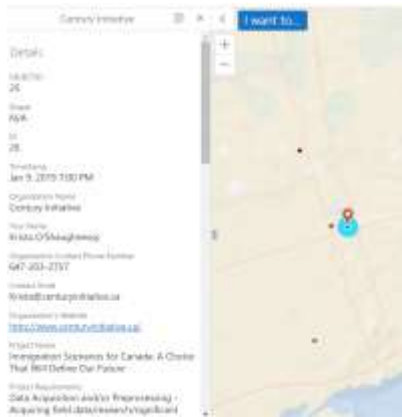 Century Initiative
I want to...
Details
OBJECTID
26
Shape
N/A
ID
28
Timestamp
Jan 9, 2019 7:00 PM
Organization Name
Century Initiative
Your Name
Krista O'Shaughnessy
Organization Contact Phone Number
647-203-2757
Contact Email
Krista@centuryinitiative.ca
Organization's Website
http://www.centuryinitiative.ca/
Project Name
Immigration Scenarios for Canada: A Choice
That Will Define Our Future
Project Requirements
Data Acquisition and/or Preprocessing -
Acquiring field data/research/significant